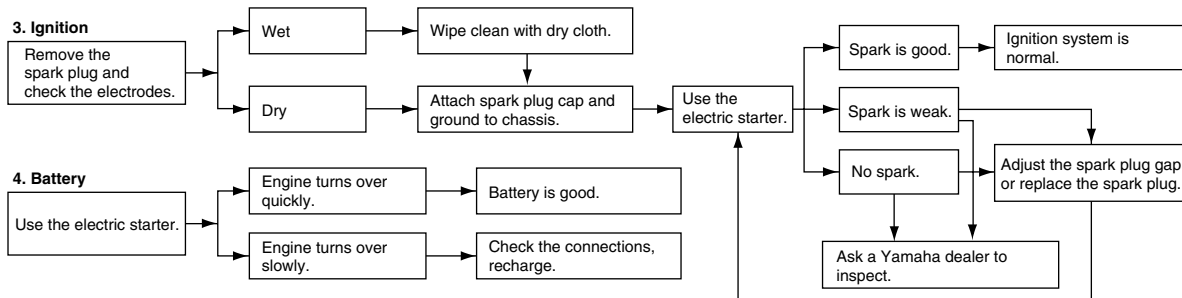 3. Ignition
Remove the
spark plug and
check the electrodes.
Wet
Wipe clean with dry cloth.
Dry
Attach spark plug cap and
ground to chassis.
Use the
electric starter.
Spark is good.
Ignition system is
normal.
Spark is weak.
No spark.
Adjust the spark plug gap
or replace the spark plug.
Ask a Yamaha dealer to
inspect.
4. Battery
Use the electric starter.
Engine turns over
quickly.
Battery is good.
Engine turns over
slowly.
Check the connections,
recharge.